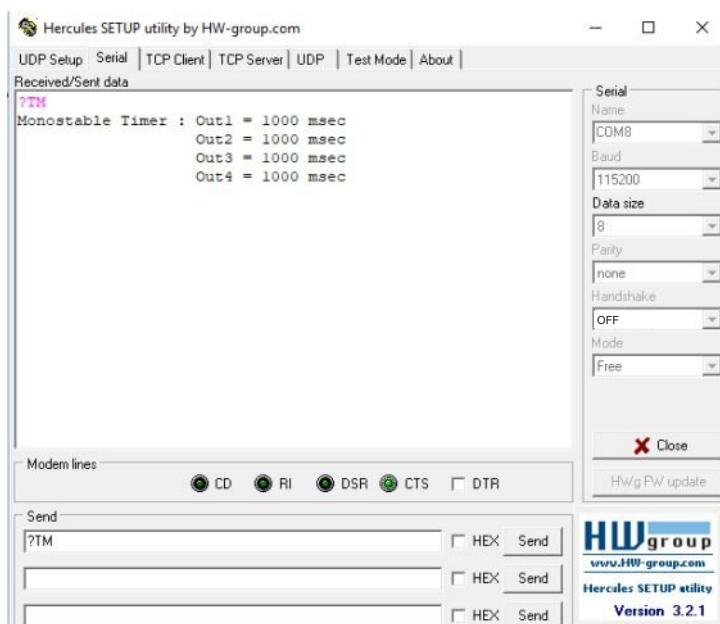 Hercules SETUP utility by HW-group.com
UDP Setup Serial TCP Client TCP Server UDP Test Mode About
Received/Sent data
?TM
Monostable Timer : Out1 = 1000 msec
Out2 = 1000 msec
Out3 = 1000 msec
Out4 = 1000 msec
Serial
Name
COM8
Baud
115200
Data size
8
Parity
none
Handshake
OFF
Mode
Free
Close
HWg FW update
Modem lines
CD RI DSR CTS DTR
Send
?TM HEX Send
HEX Send
HEX Send
HW group
www.HW-group.com
Hercules SETUP utility
Version 3.2.1